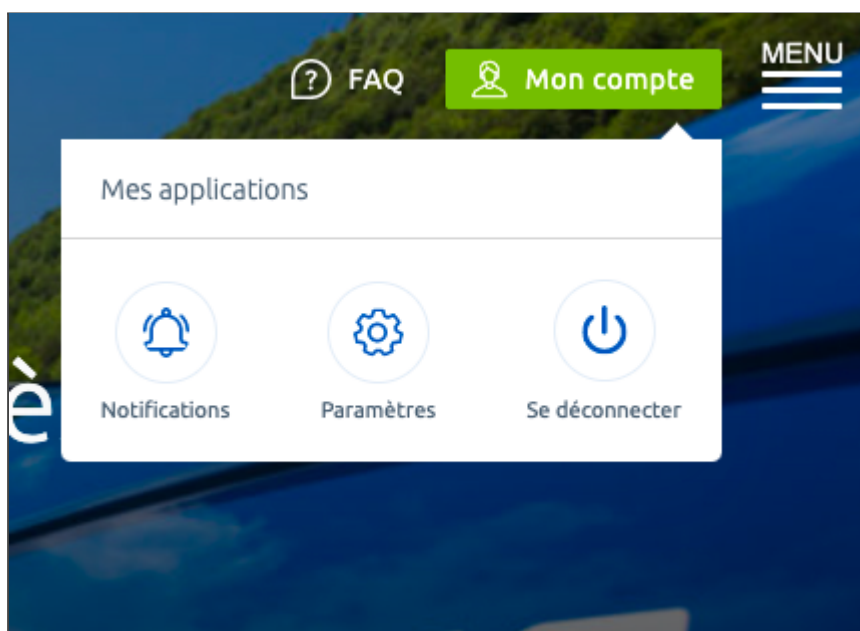 MENU
? FAQ
Mon compte
Mes applications
Notifications
Paramètres
Se déconnecter
è